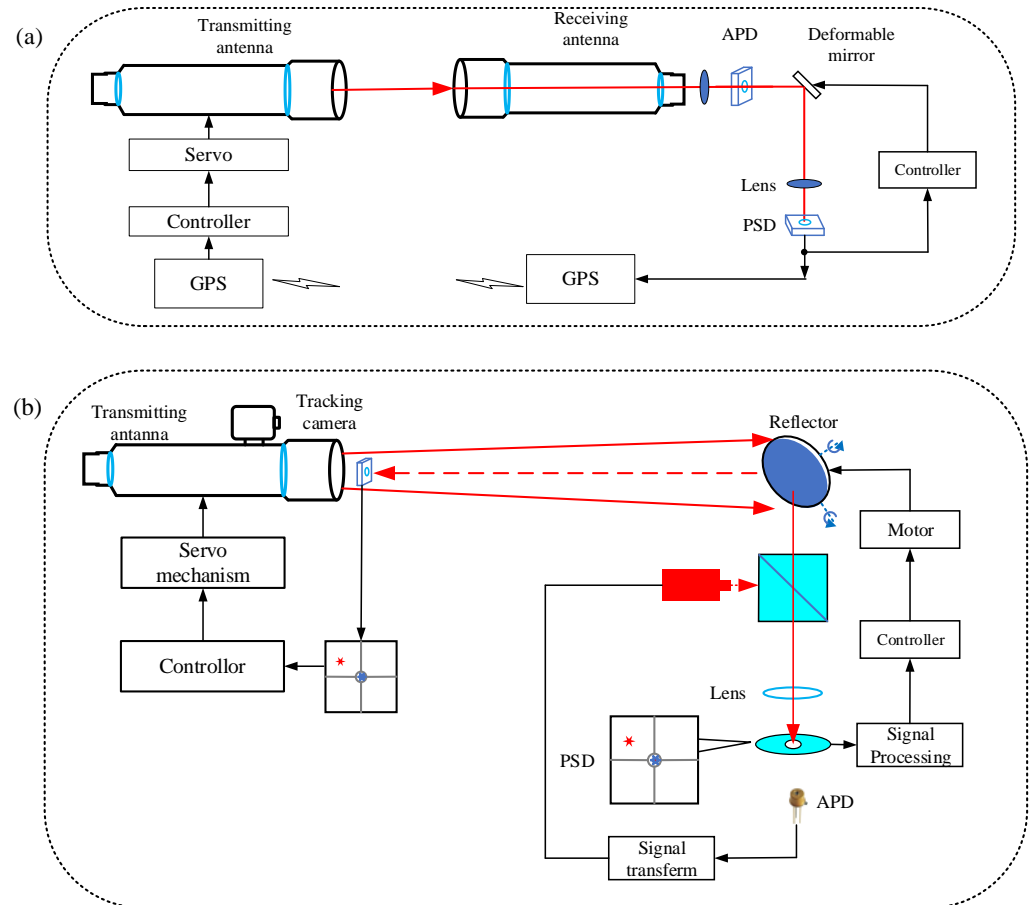 (a)
Transmitting
antenna
Receiving
antenna
APD
Deformable
mirror
Servo
Controller
GPS
Lens
PSD
Controller
GPS
(b)
Transmitting
antanna
Tracking
camera
Reflector
Servo
mechanism
Motor
Controllor
Controller
Lens
PSD
Signal
Processing
APD
Signal
transferm